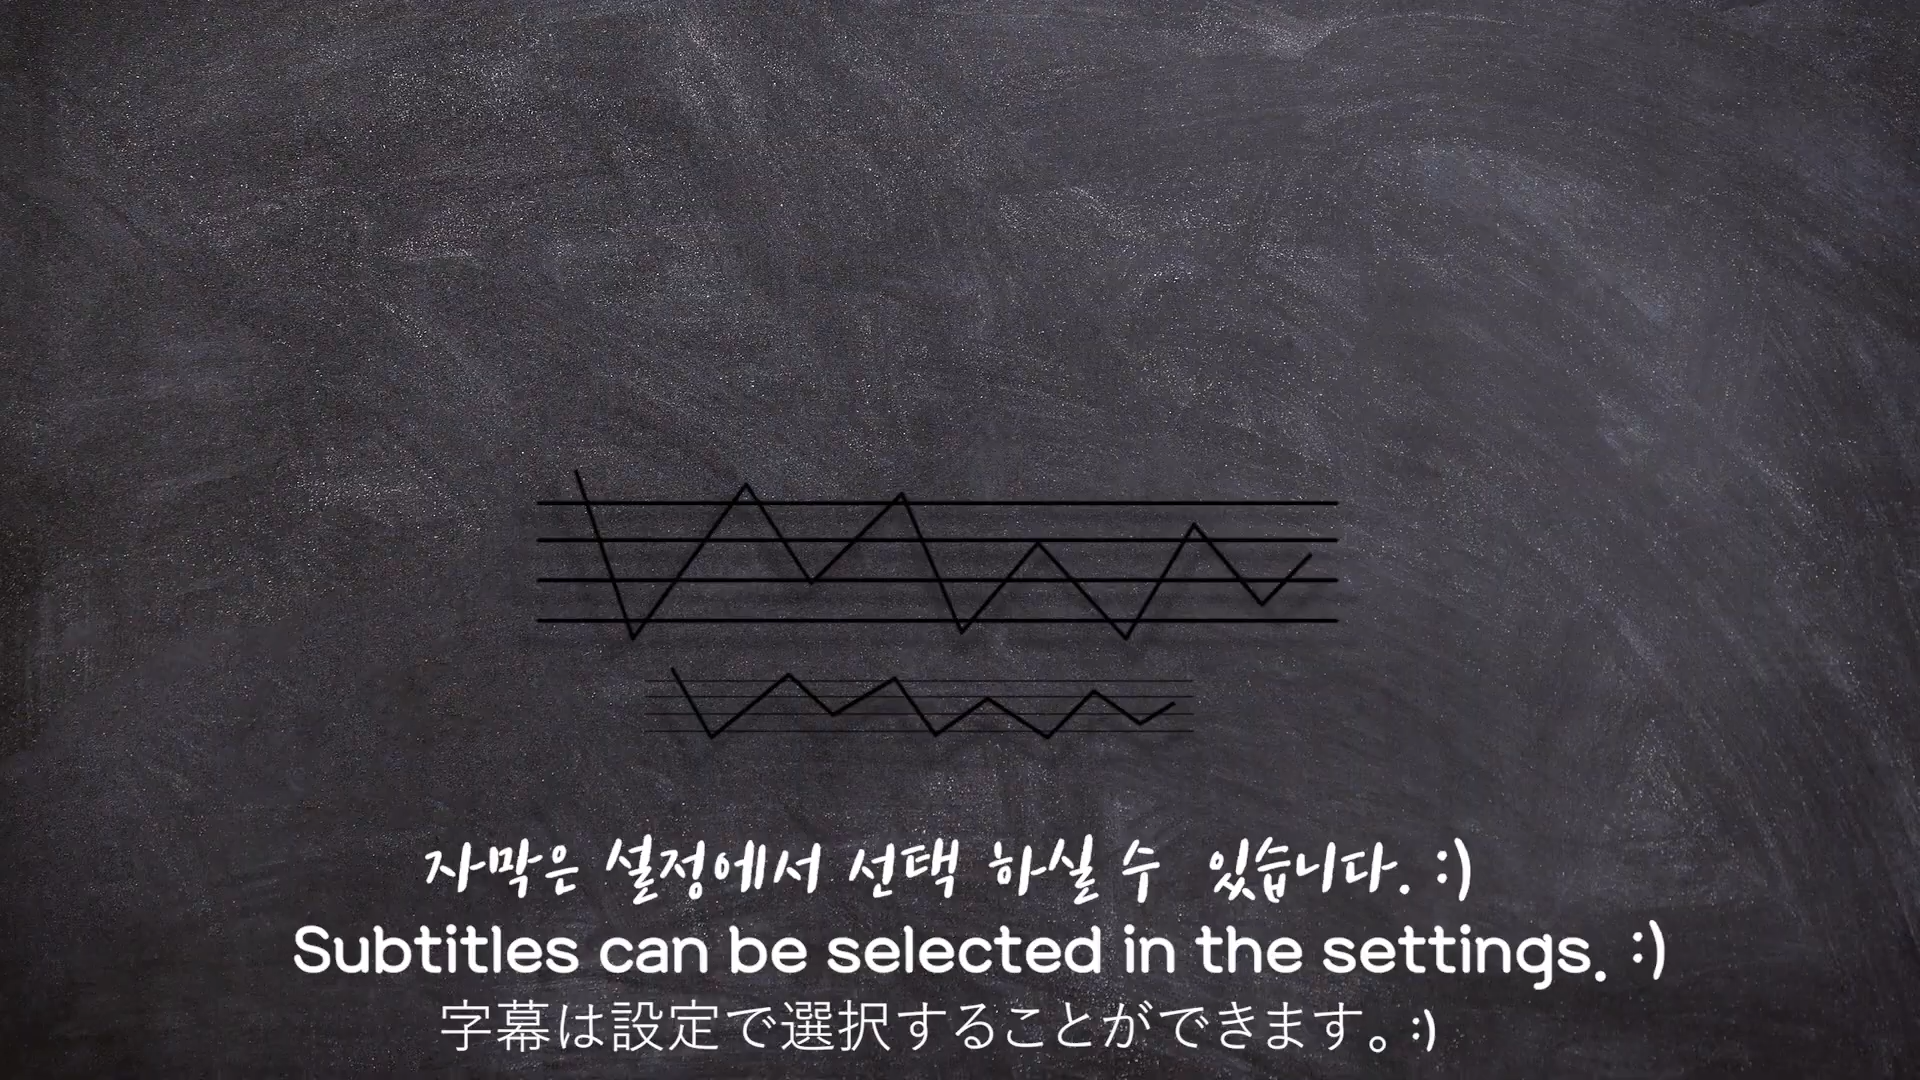 자막은 설정에서 선택 하실 수 있습니다. :)
Subtitles can be selected in the settings. :)
字幕は設定で選択することができます。:)